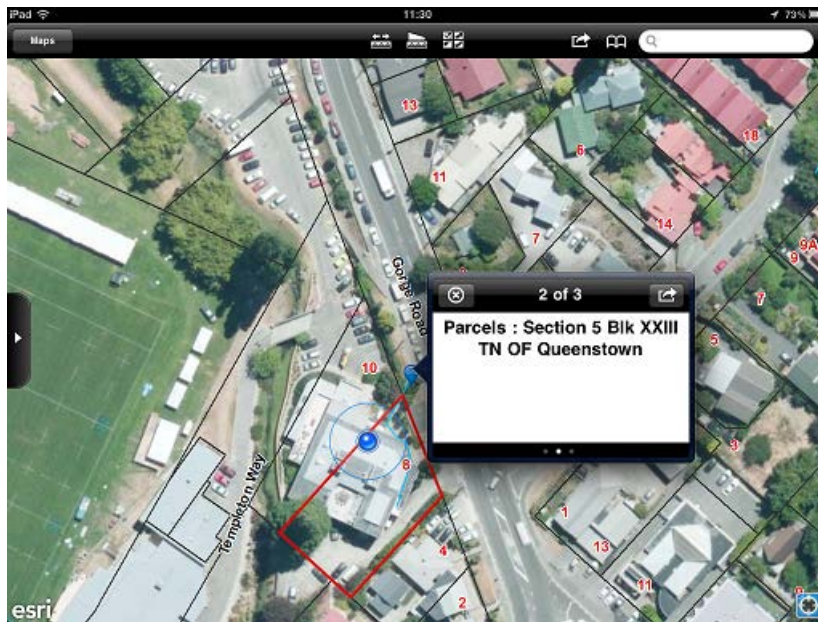 iPad
11:30
73%
Maps
13
18
11
6
14
7
9A
9
7
Gorge Road
2 of 3
Parcels : Section 5 Blk XXIII
TN OF Queenstown
5
10
3
8
Templeton Way
1
4
13
11
2
esri